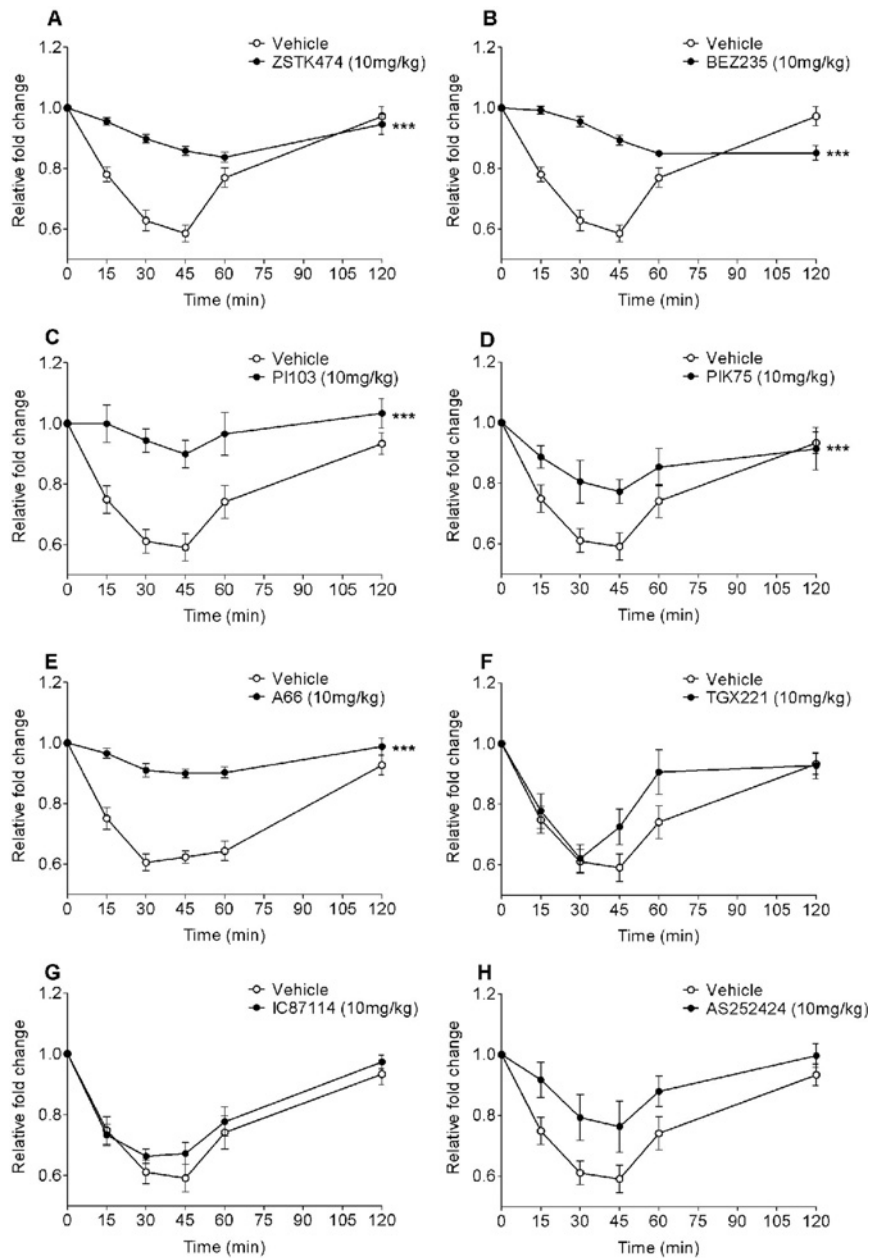 A
Vehicle
ZSTK474 (10mg/kg)
1.2
1.0
0.8
0.6
Relative fold change
***
0 15 30 45 60 75 90 105 120
Time (min)
B
Vehicle
BEZ235 (10mg/kg)
1.2
1.0
0.8
0.6
Relative fold change
***
0 15 30 45 60 75 90 105 120
Time (min)
C
Vehicle
PI103 (10mg/kg)
1.2
1.0
0.8
0.6
Relative fold change
***
0 15 30 45 60 75 90 105 120
Time (min)
D
Vehicle
PIK75 (10mg/kg)
1.2
1.0
0.8
0.6
Relative fold change
***
0 15 30 45 60 75 90 105 120
Time (min)
E
Vehicle
A66 (10mg/kg)
1.2
1.0
0.8
0.6
Relative fold change
***
0 15 30 45 60 75 90 105 120
Time (min)
F
Vehicle
TGX221 (10mg/kg)
1.2
1.0
0.8
0.6
Relative fold change
0 15 30 45 60 75 90 105 120
Time (min)
G
Vehicle
IC87114 (10mg/kg)
1.2
1.0
0.8
0.6
Relative fold change
0 15 30 45 60 75 90 105 120
Time (min)
H
Vehicle
AS252424 (10mg/kg)
1.2
1.0
0.8
0.6
Relative fold change
0 15 30 45 60 75 90 105 120
Time (min)